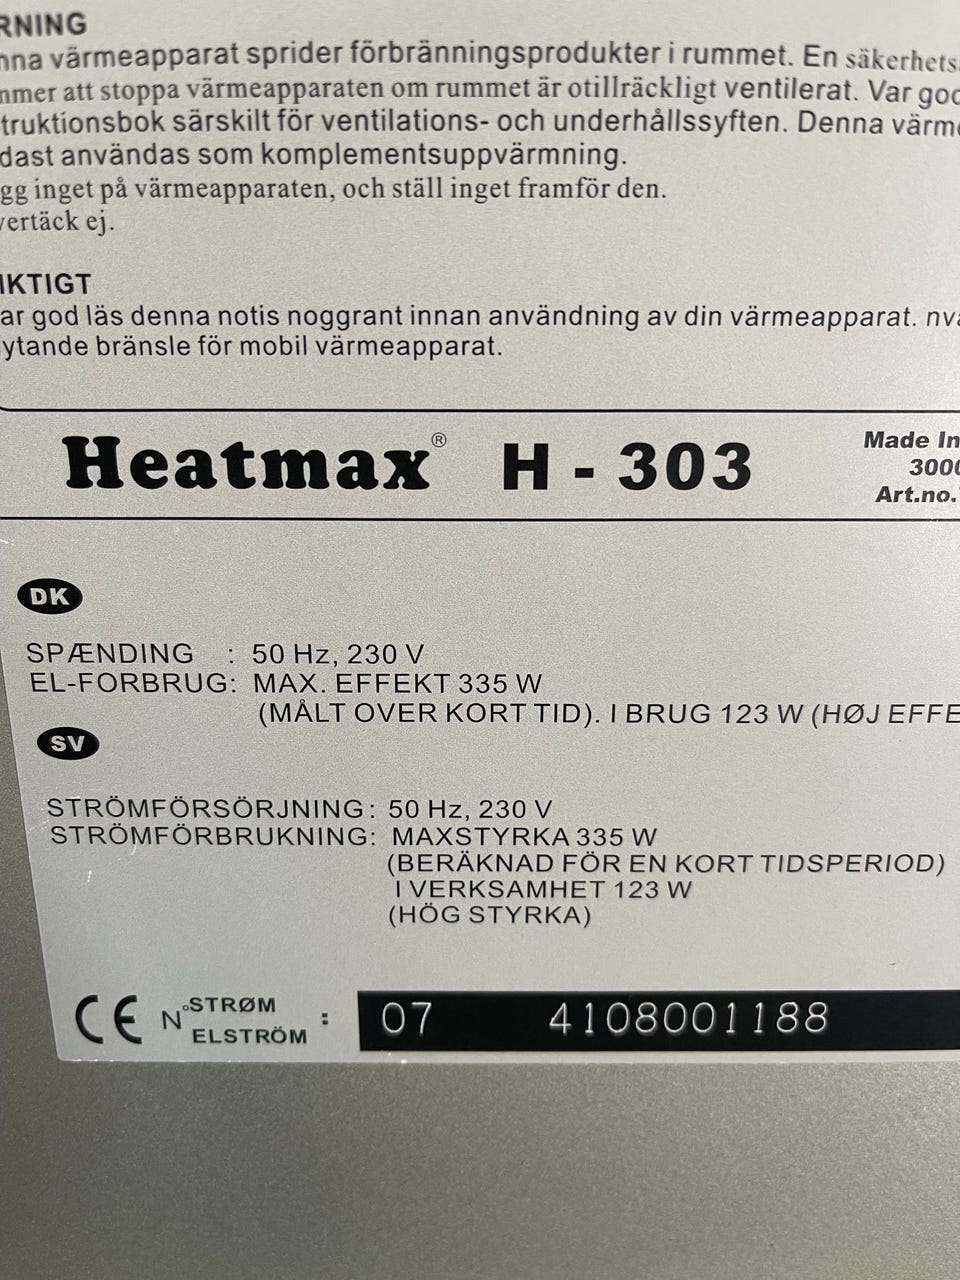 RNING
nna värmeapparat sprider förbränningsprodukter i rummet. En säkerhets
mmer att stoppa värmeapparaten om rummet är otillräckligt ventilerat. Var god
truktionsbok särskilt för ventilations- och underhållssyften. Denna värme
dast användas som komplementsuppvärmning.
gg inget på värmeapparaten, och ställ inget framför den.
vertäck ej.
IKTIGT
ar god läs denna notis noggrant innan användning av din värmeapparat. nva
ytande bränsle för mobil värmeapparat.
Heatmax® H - 303
Made In
3000
Art.no.
DK
SPÆNDING : 50 Hz, 230 V
EL-FORBRUG: MAX. EFFEKT 335 W
(MÅLT OVER KORT TID). I BRUG 123 W (HØJ EFFE
SV
STRÖMFÖRSÖRJNING: 50 Hz, 230 V
STRÖMFÖRBRUKNING: MAXSTYRKA 335 W
(BERÄKNAD FÖR EN KORT TIDSPERIOD)
I VERKSAMHET 123 W
(HÖG STYRKA)
CE N° STRØM
ELSTRÖM : 07 4108001188